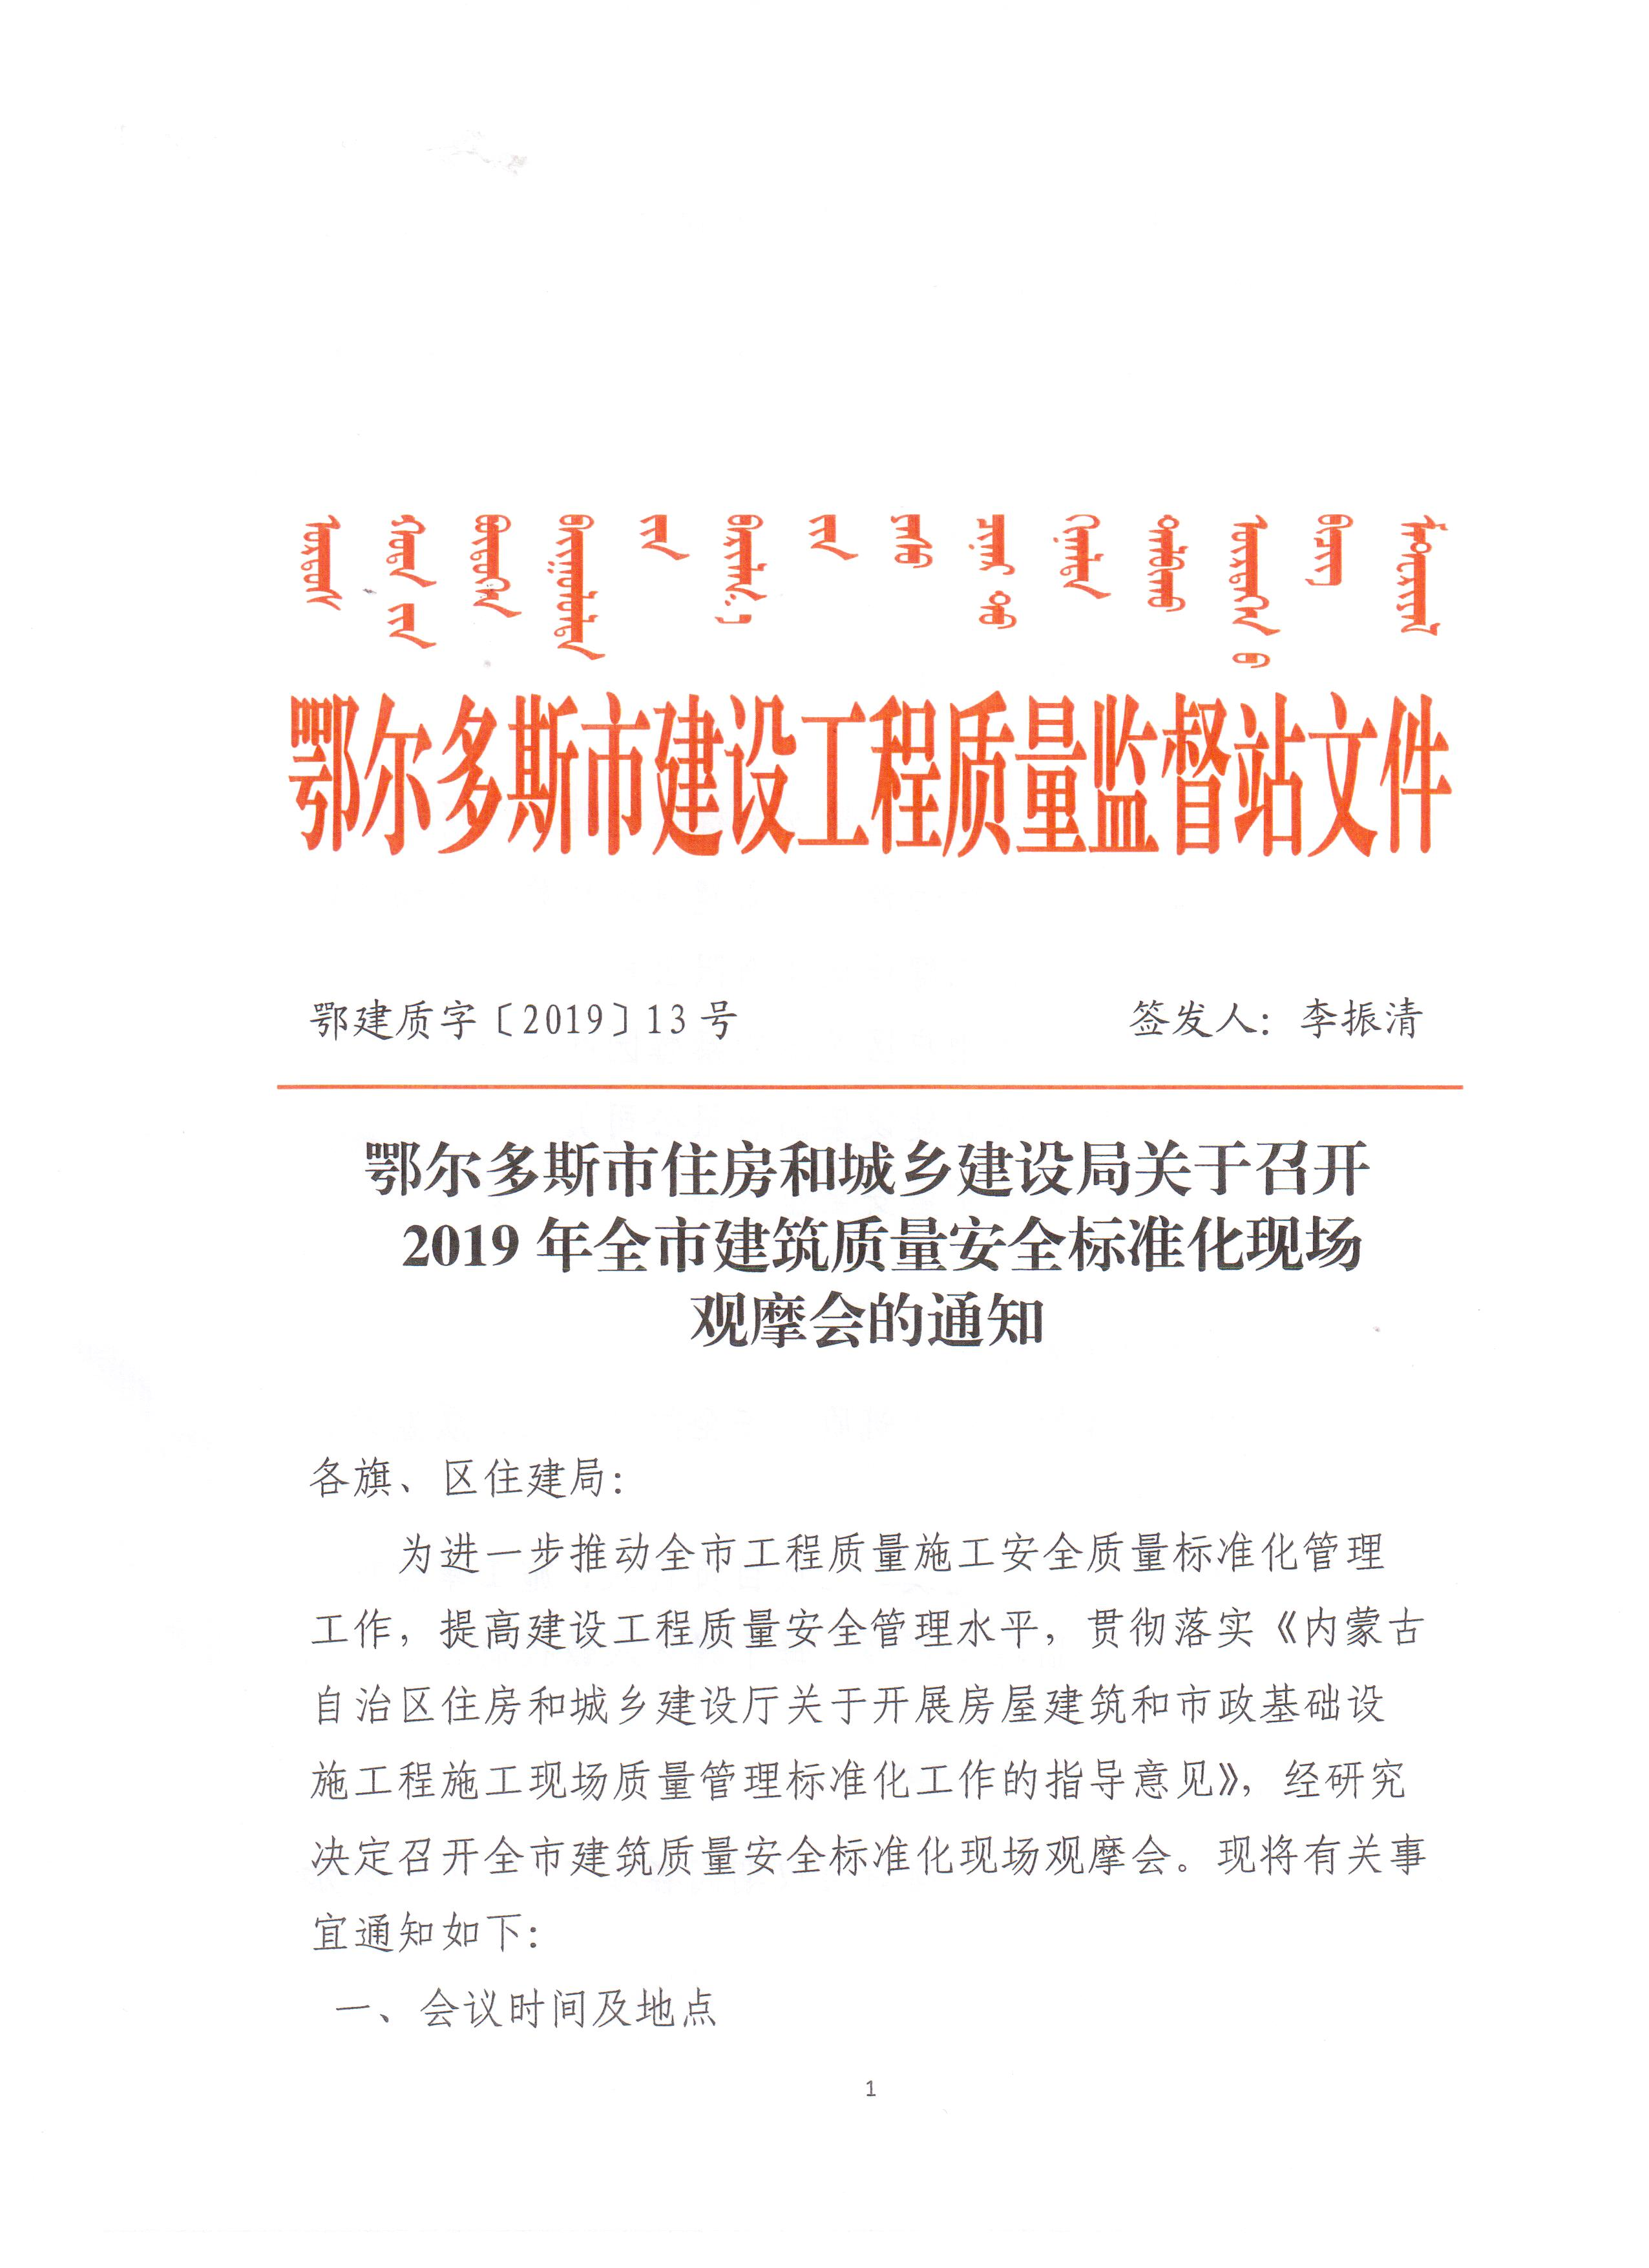 鄂尔多斯市建设工程质量监督站文件
鄂建质字〔2019〕13号 签发人：李振清
鄂尔多斯市住房和城乡建设局关于召开
2019年全市建筑质量安全标准化现场
观摩会的通知
各旗、区住建局：
为进一步推动全市工程质量施工安全质量标准化管理
工作，提高建设工程质量安全管理水平，贯彻落实《内蒙古
自治区住房和城乡建设厅关于开展房屋建筑和市政基础设
施工程施工现场质量管理标准化工作的指导意见》，经研究
决定召开全市建筑质量安全标准化现场观摩会。现将有关事
宜通知如下：
一、会议时间及地点
1